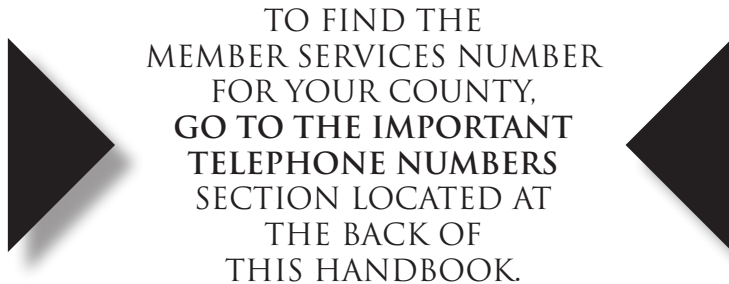 TO FIND THE
MEMBER SERVICES NUMBER
FOR YOUR COUNTY,
GO TO THE IMPORTANT
TELEPHONE NUMBERS
SECTION LOCATED AT
THE BACK OF
THIS HANDBOOK.